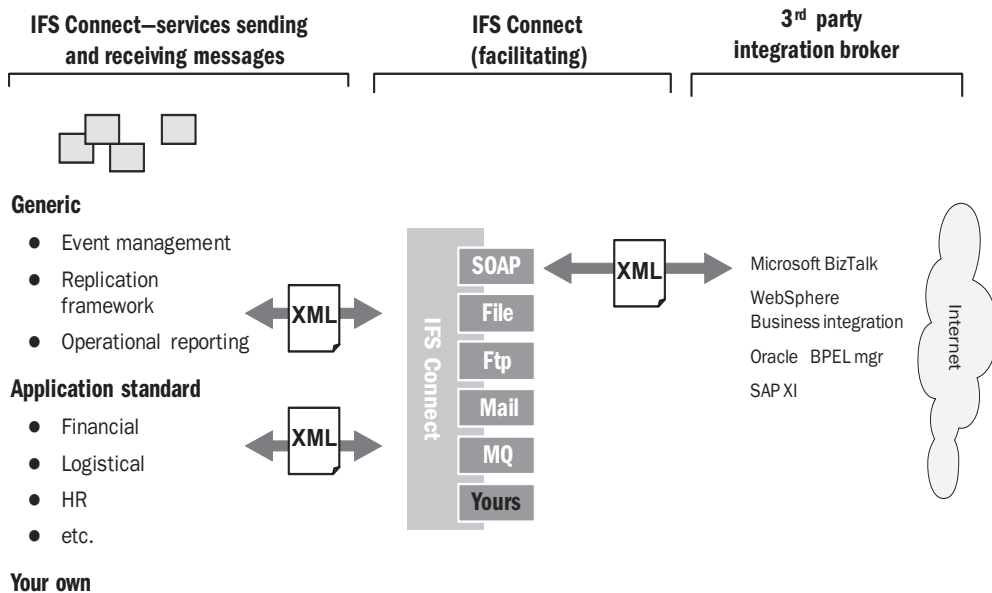 IFS Connect—services sending
and receiving messages
IFS Connect
(facilitating)
3rd party
integration broker
Generic
● Event management
● Replication
framework
● Operational reporting
Application standard
● Financial
● Logistical
● HR
● etc.
Your own
XML
XML
IFS Connect
SOAP
File
Ftp
Mail
MQ
Yours
XML
Microsoft BizTalk
WebSphere
Business integration
Oracle BPEL mgr
SAP XI
Internet